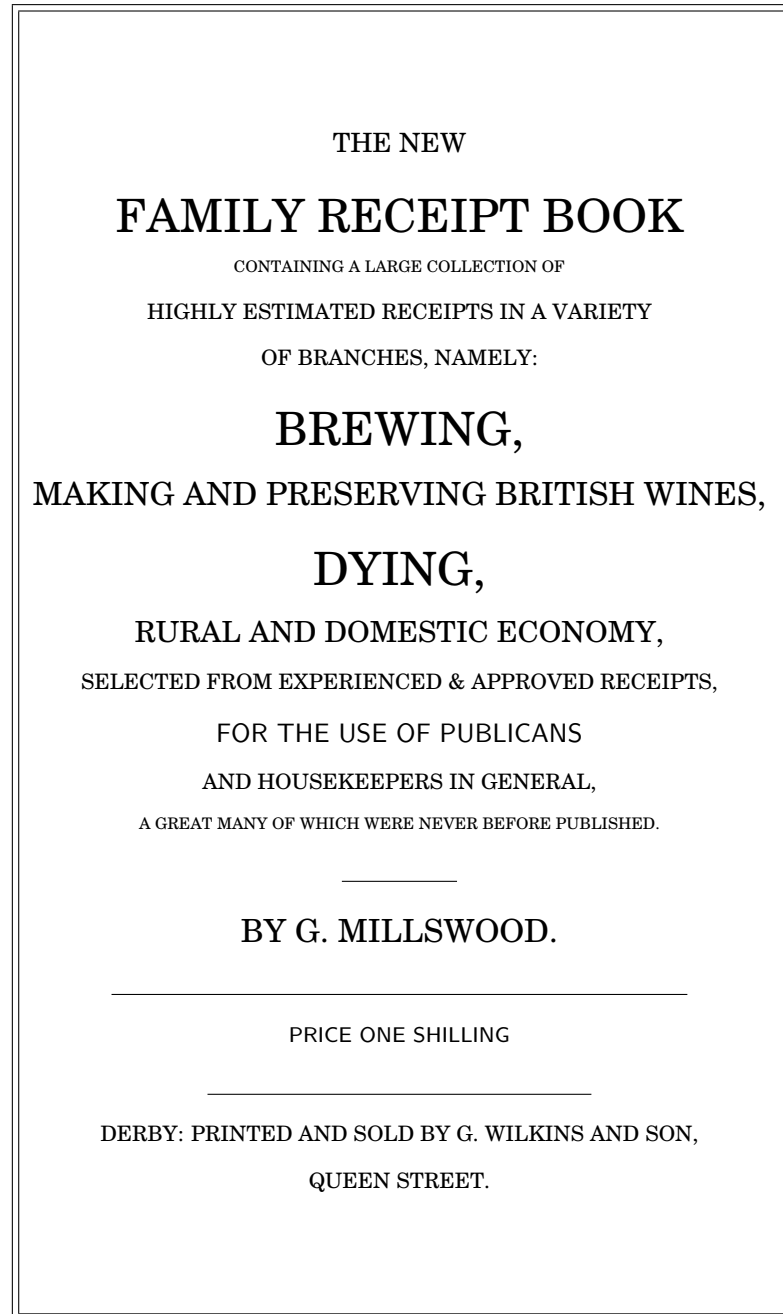 THE NEW
FAMILY RECEIPT BOOK
CONTAINING A LARGE COLLECTION OF
HIGHLY ESTIMATED RECEIPTS IN A VARIETY
OF BRANCHES, NAMELY:
BREWING,
MAKING AND PRESERVING BRITISH WINES,
DYING,
RURAL AND DOMESTIC ECONOMY,
SELECTED FROM EXPERIENCED & APPROVED RECEIPTS,
FOR THE USE OF PUBLICANS
AND HOUSEKEEPERS IN GENERAL,
A GREAT MANY OF WHICH WERE NEVER BEFORE PUBLISHED.
BY G. MILLSWOOD.
PRICE ONE SHILLING
DERBY: PRINTED AND SOLD BY G. WILKINS AND SON,
QUEEN STREET.